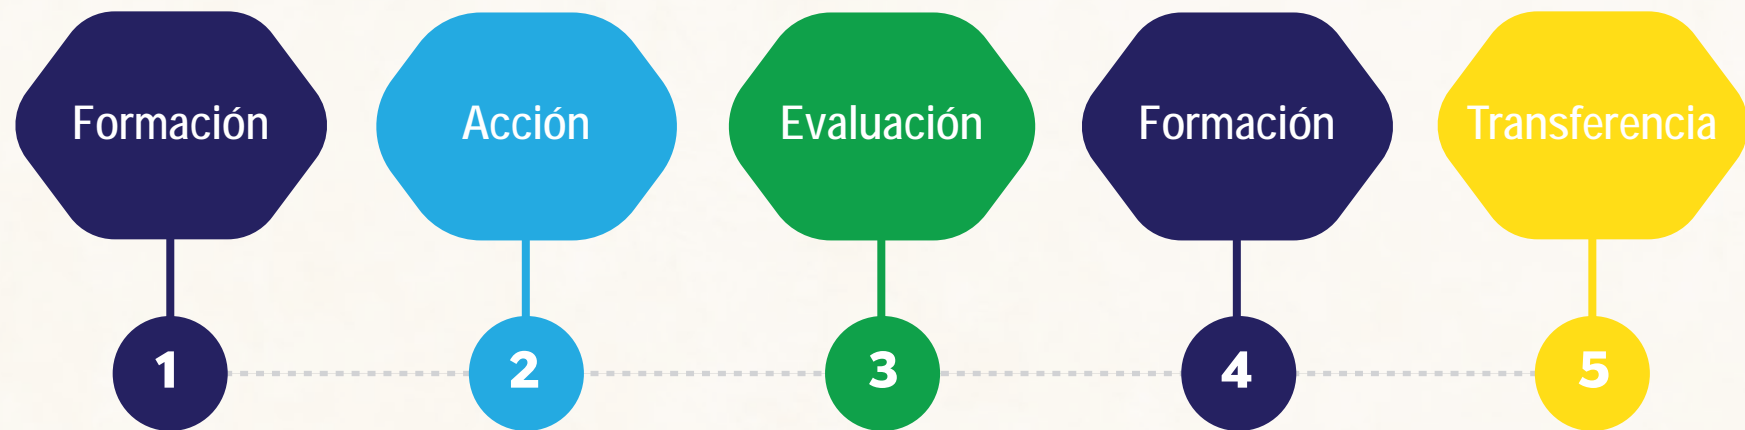 Formación
Acción
Evaluación
Formación
Transferencia
1
2
3
4
5